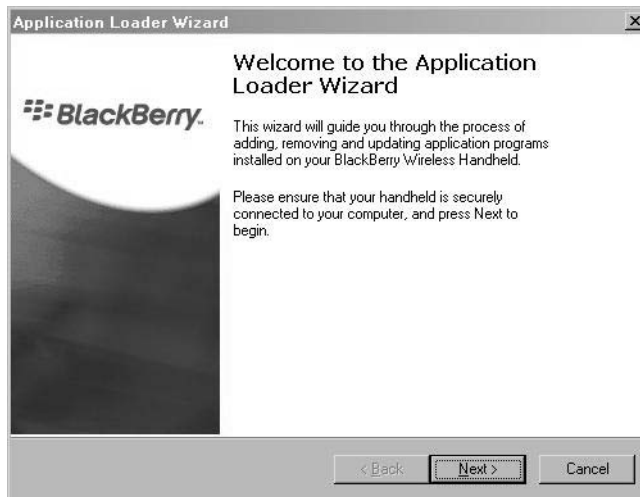 Application Loader Wizard
Welcome to the Application
Loader Wizard
BlackBerry.
This wizard will guide you through the process of
adding, removing and updating application programs
installed on your BlackBerry Wireless Handheld.
Please ensure that your handheld is securely
connected to your computer, and press Next to
begin.
< Back
Next >
Cancel